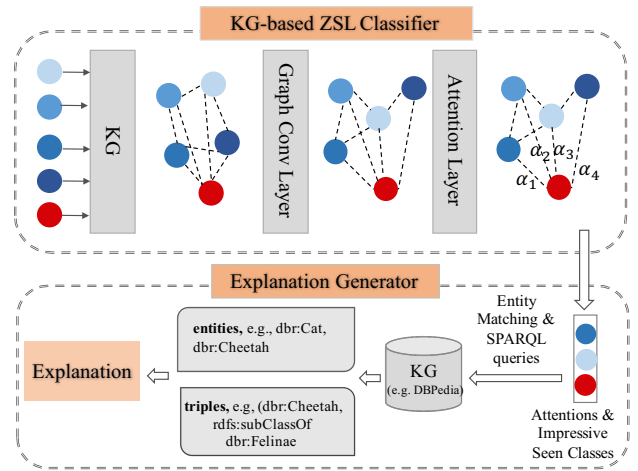 KG-based ZSL Classifier
KG
Graph Conv Layer
Attention Layer
α1
α2
α3
α4
Explanation Generator
Explanation
entities, e.g., dbr:Cat,
dbr:Cheetah
triples, e.g, (dbr:Cheetah,
rdfs:subClassOf
dbr:Felinae
KG
(e.g. DBPedia)
Entity
Matching &
SPARQL
queries
Attentions &
Impressive
Seen Classes